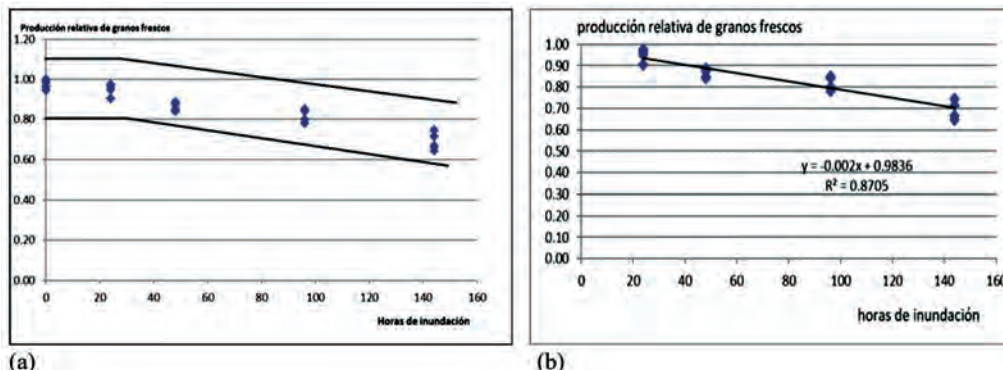 Producción relativa de granos frescos
1.20
1.00
0.80
0.60
0.40
0.20
0.00
0 20 40 60 80 100 120 140 160
Horas de inundación
(a)
producción relativa de granos frescos
1.00
0.90
0.80
0.70
0.60
0.50
0.40
0.30
0.20
0.10
0.00
y = -0.002x + 0.9836
R² = 0.8705
0 20 40 60 80 100 120 140 160
horas de inundación
(b)